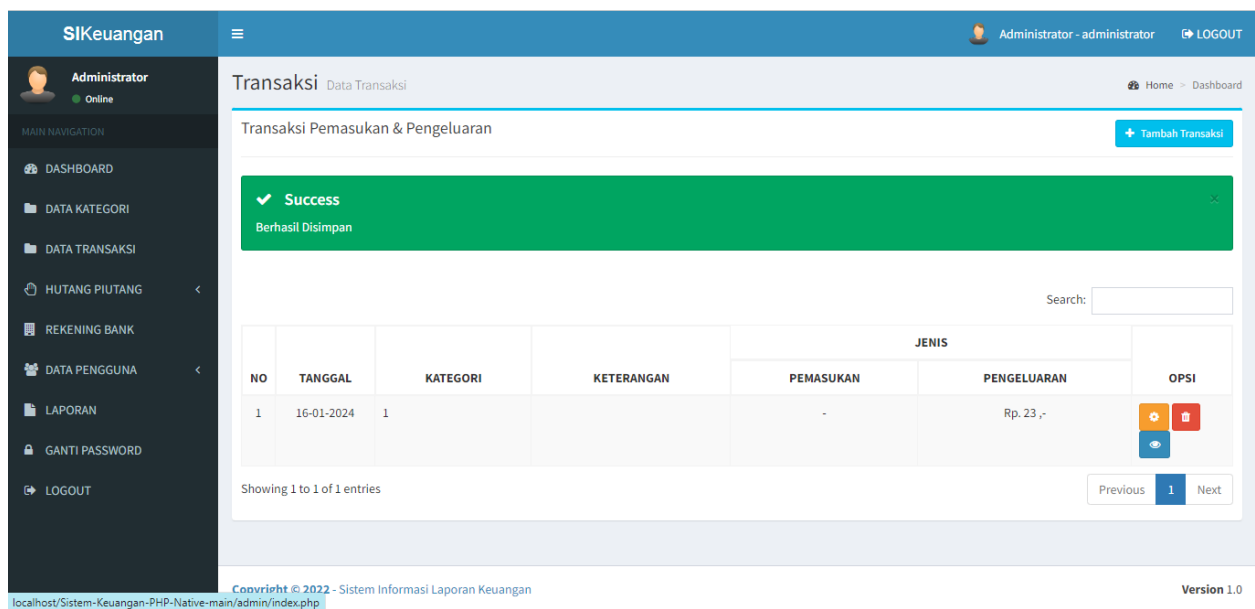 SIKeuangan
Administrator - administrator LOGOUT
Administrator
Online
MAIN NAVIGATION
DASHBOARD
DATA KATEGORI
DATA TRANSAKSI
HUTANG PIUTANG
REKENING BANK
DATA PENGGUNA
LAPORAN
GANTI PASSWORD
LOGOUT
Transaksi Data Transaksi
Home > Dashboard
Transaksi Pemasukan & Pengeluaran
+ Tambah Transaksi
Success ×
Berhasil Disimpan
Search:
JENIS
NO TANGGAL KATEGORI KETERANGAN PEMASUKAN PENGELUARAN OPSI
1 16-01-2024 1 - Rp. 23 ,-
Showing 1 to 1 of 1 entries
Previous 1 Next
Copyright © 2022 - Sistem Informasi Laporan Keuangan
Version 1.0
localhost/Sistem-Keuangan-PHP-Native-main/admin/index.php